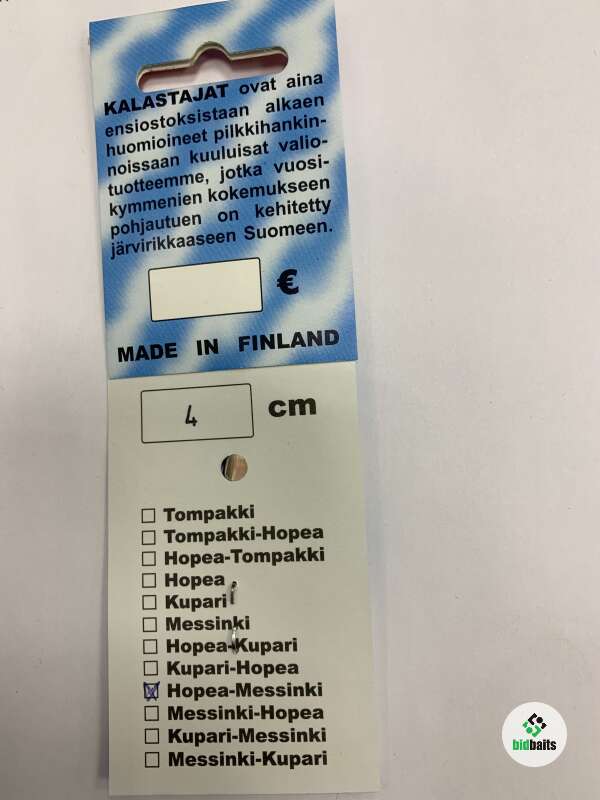 KALASTAJAT ovat aina
ensiostoksistaan alkaen
huomioineet pilkkihankin-
noissaan kuuluisat valio-
tuotteemme, jotka vuosi-
kymmenien kokemukseen
pohjautuen on kehitetty
järvirikkaaseen Suomeen.
€
MADE IN FINLAND
4 cm
Tompakki
Tompakki-Hopea
Hopea-Tompakki
Hopea
Kupari
Messinki
Hopea-Kupari
Kupari-Hopea
Hopea-Messinki
Messinki-Hopea
Kupari-Messinki
Messinki-Kupari
bidbaits